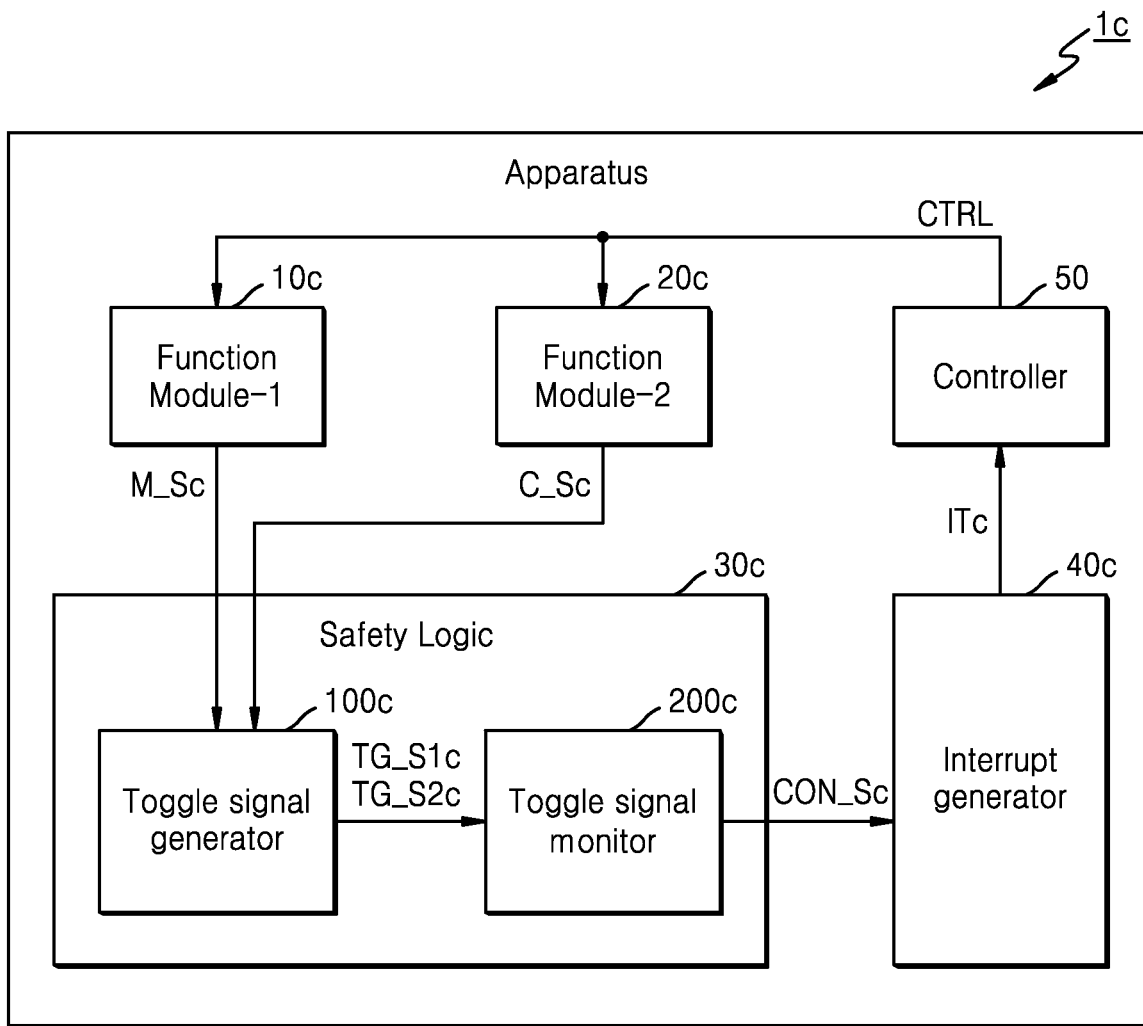 1c
Apparatus
CTRL
10c
20c
50
Function
Module-1
Function
Module-2
Controller
M_Sc
C_Sc
ITc
30c
40c
Safety Logic
100c
200c
Toggle signal
generator
TG_S1c
TG_S2c
Toggle signal
monitor
CON_Sc
Interrupt
generator